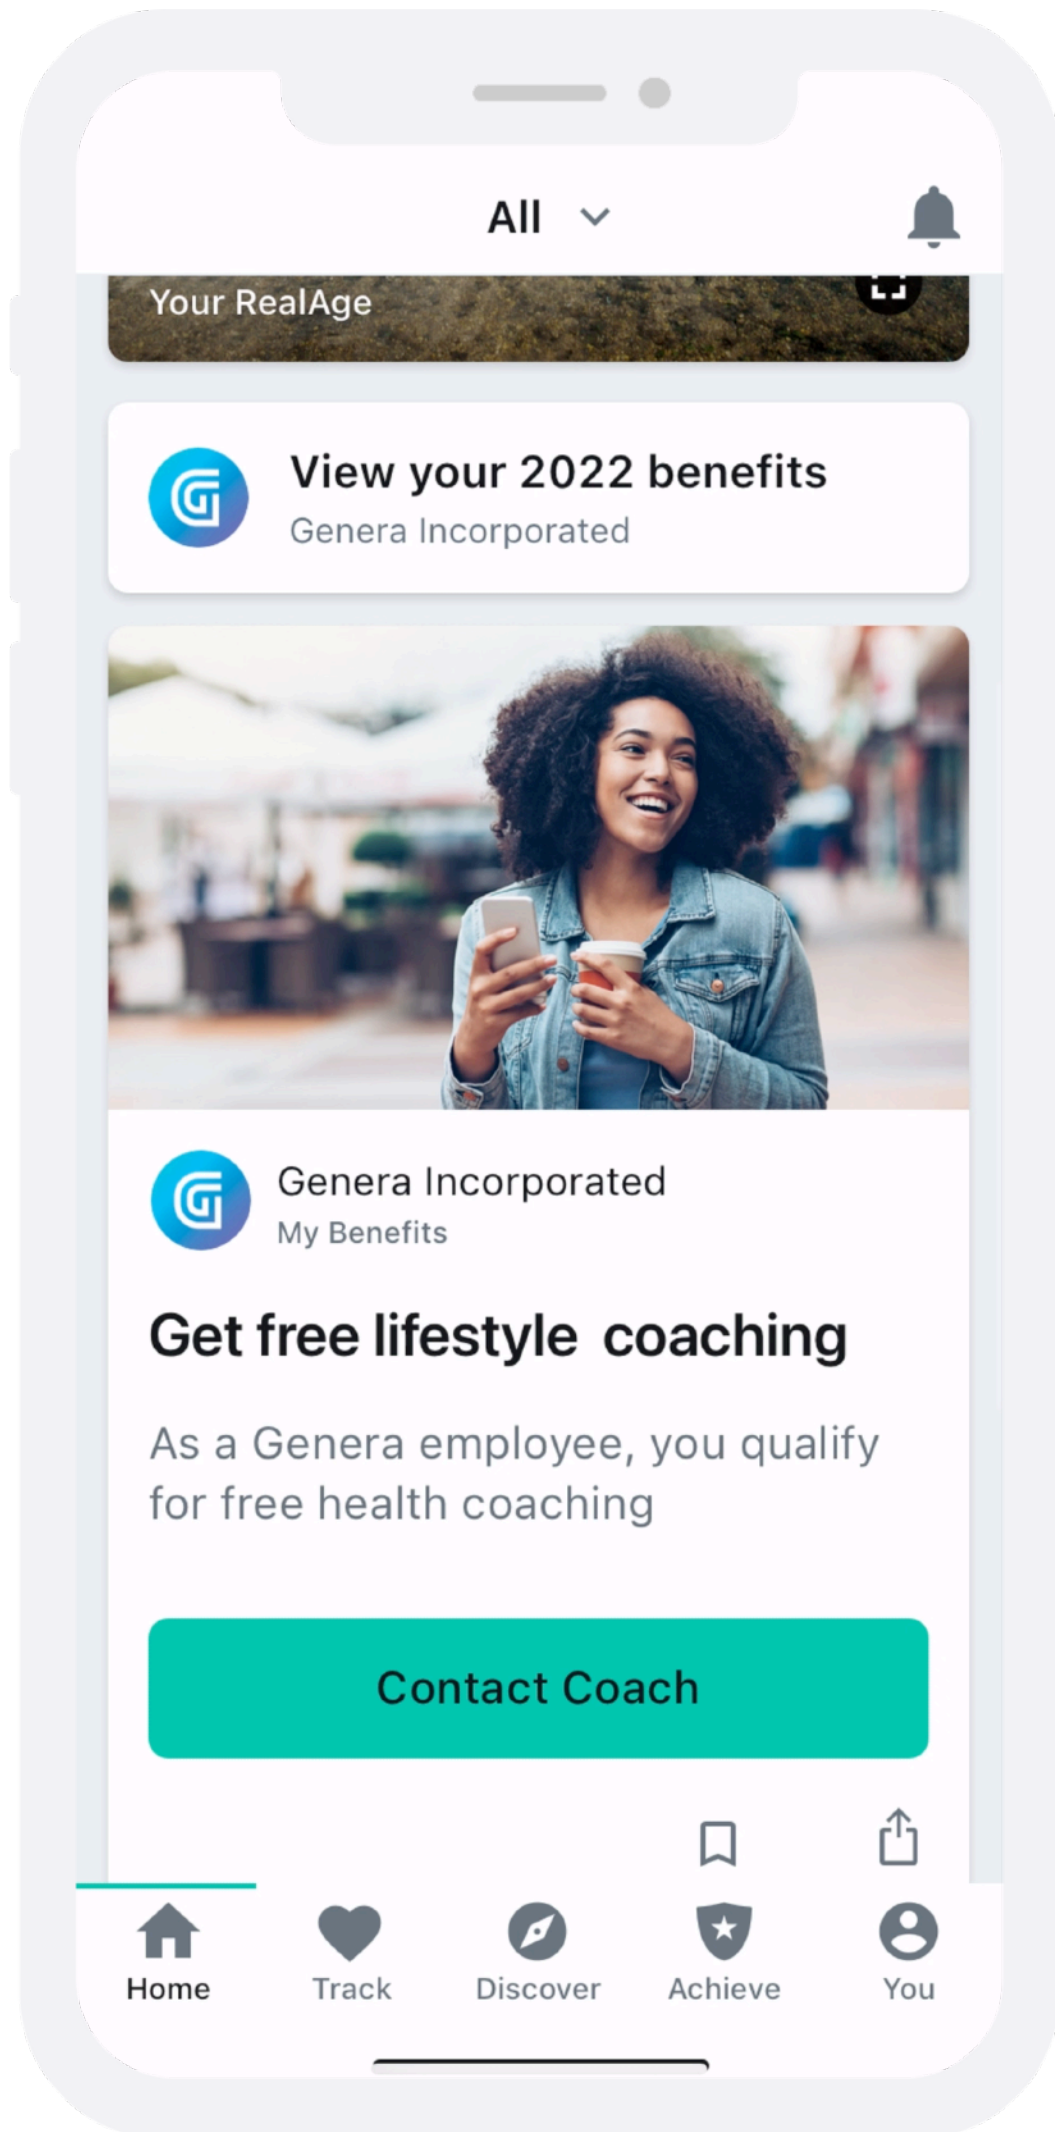 All
Your RealAge
View your 2022 benefits
Genera Incorporated
Genera Incorporated
My Benefits
Get free lifestyle coaching
As a Genera employee, you qualify
for free health coaching
Contact Coach
Home
Track
Discover
Achieve
You